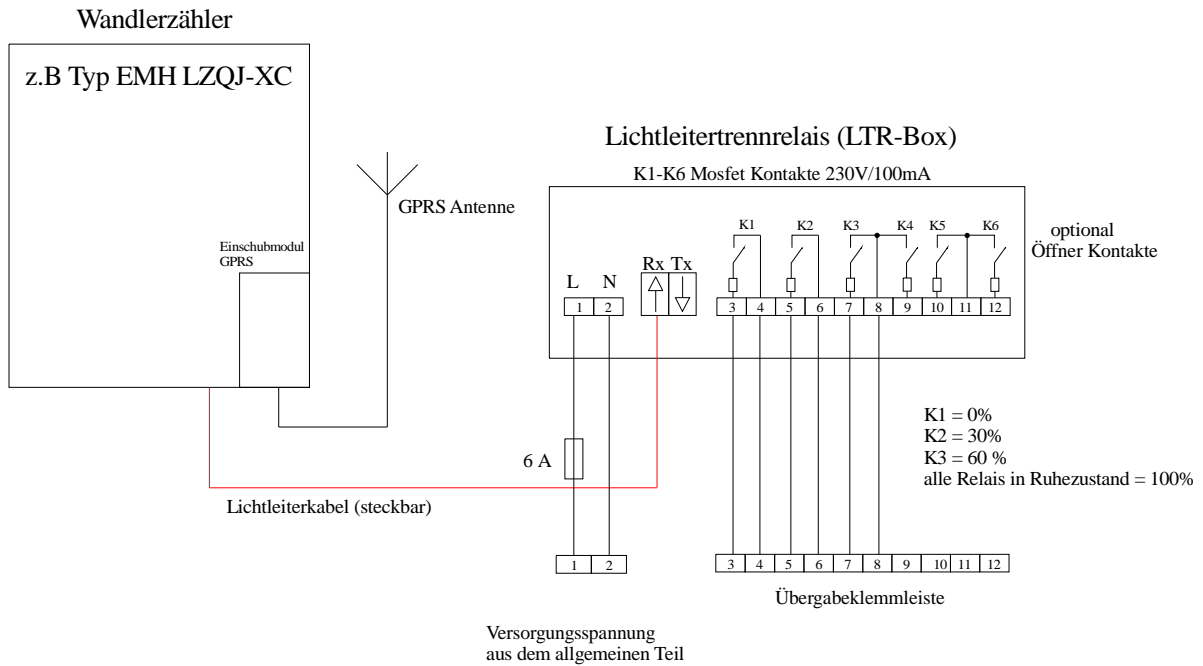 Wandlerzähler
z.B Typ EMH LZQJ-XC
Einschubmodul
GPRS
GPRS Antenne
Lichtleitertrennrelais (LTR-Box)
K1-K6 Mosfet Kontakte 230V/100mA
K1 K2 K3 K4 K5 K6
optional
Öffner Kontakte
L N Rx Tx
1 2 3 4 5 6 7 8 9 10 11 12
K1 = 0%
K2 = 30%
K3 = 60 %
alle Relais in Ruhezustand = 100%
6 A
Lichtleiterkabel (steckbar)
1 2 3 4 5 6 7 8 9 10 11 12
Übergabeklemmleiste
Versorgungsspannung
aus dem allgemeinen Teil